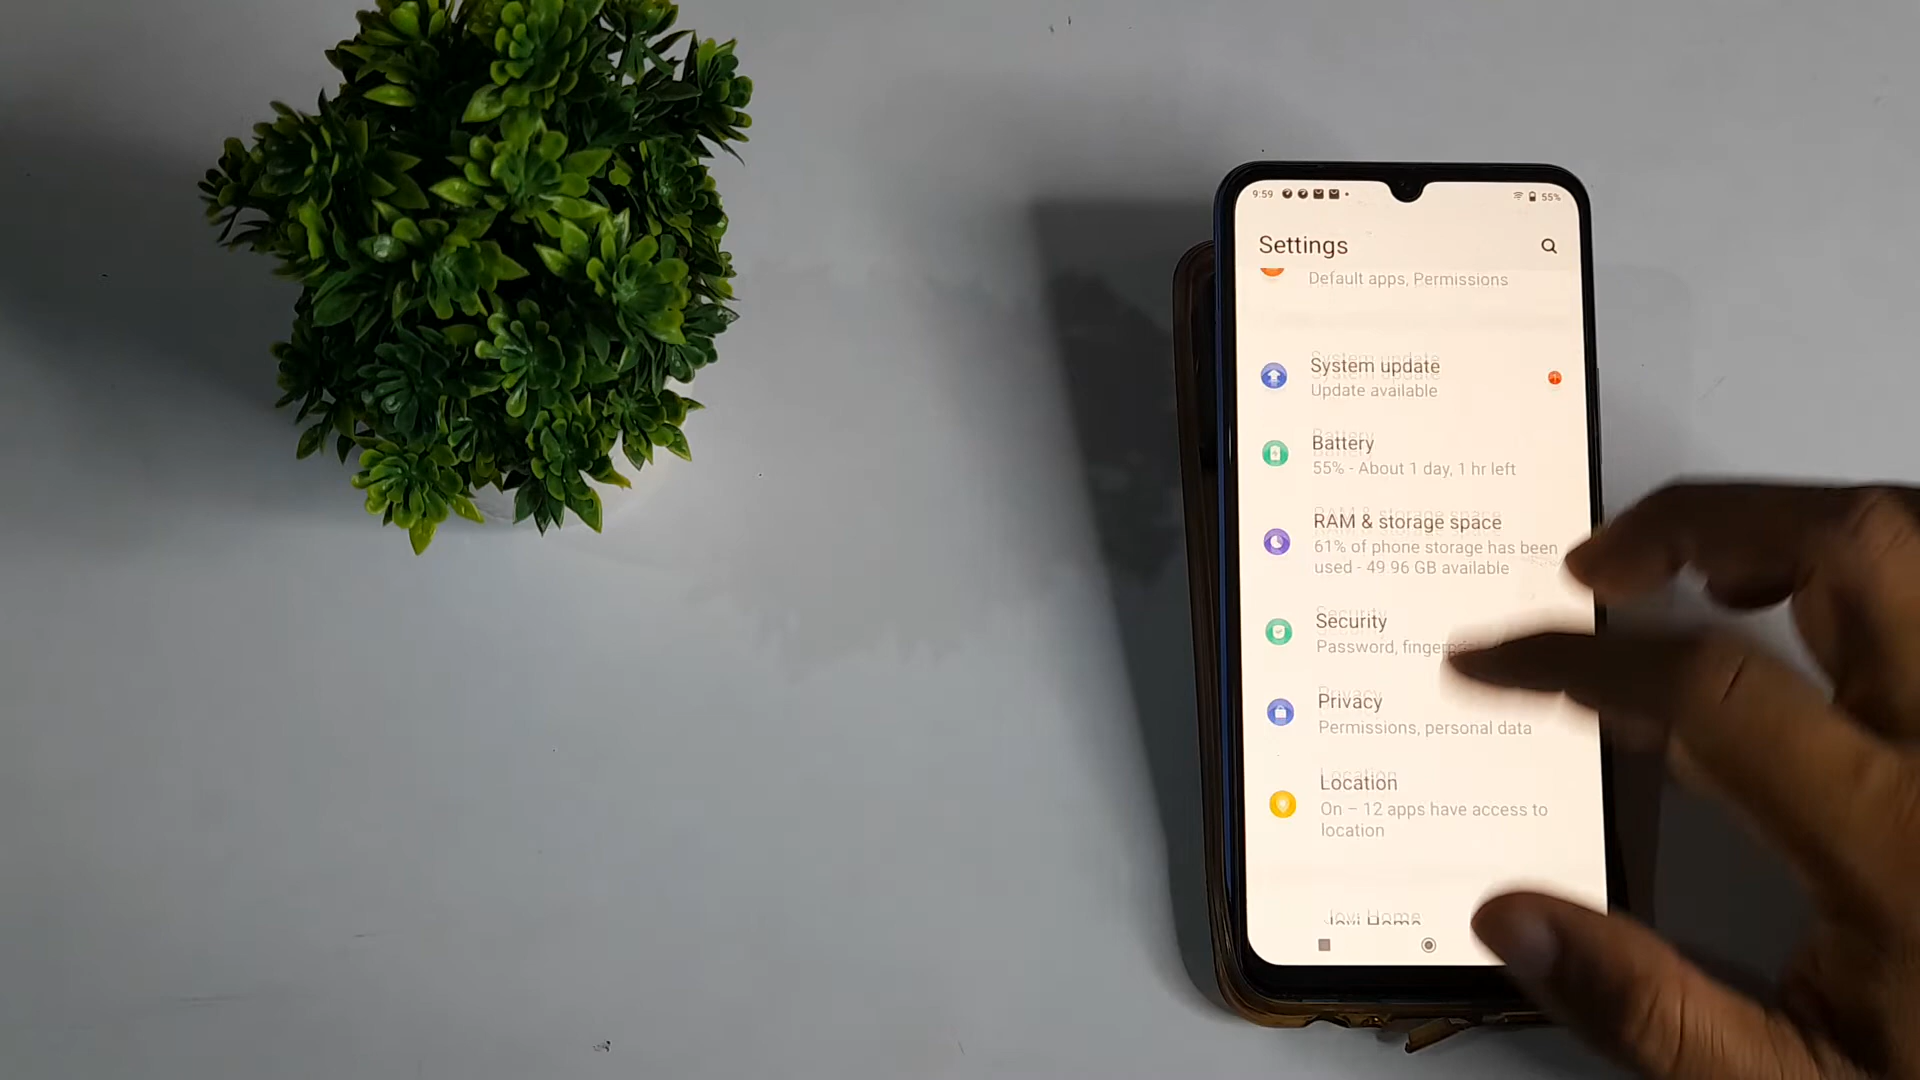 9:59
55%
Settings
Default apps, Permissions
System update
Update available
Battery
55% - About 1 day, 1 hr left
RAM & storage space
61% of phone storage has been
used - 49.96 GB available
Security
Password,
Privacy
Permissions, personal data
Location
On – 12 apps have access to
location
Jovi Home